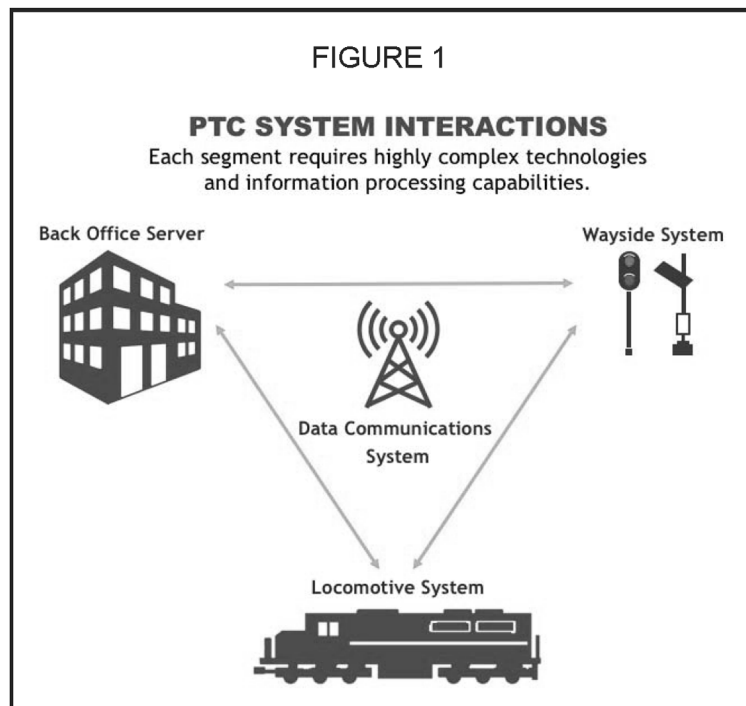 FIGURE 1
PTC SYSTEM INTERACTIONS
Each segment requires highly complex technologies
and information processing capabilities.
Back Office Server
Wayside System
Data Communications
System
Locomotive System